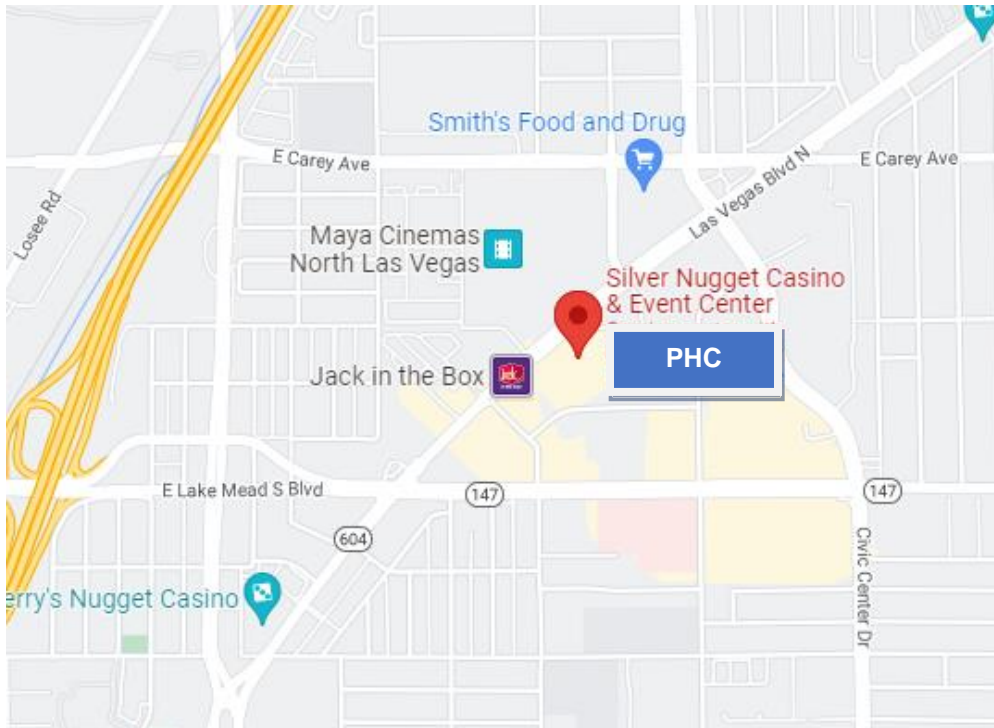 Smith's Food and Drug
E Carey Ave
E Carey Ave
Losee Rd
Las Vegas Blvd N
Maya Cinemas
North Las Vegas
Silver Nugget Casino
& Event Center
PHC
Jack in the Box
E Lake Mead S Blvd
147
147
604
Civic Center Dr
erry's Nugget Casino